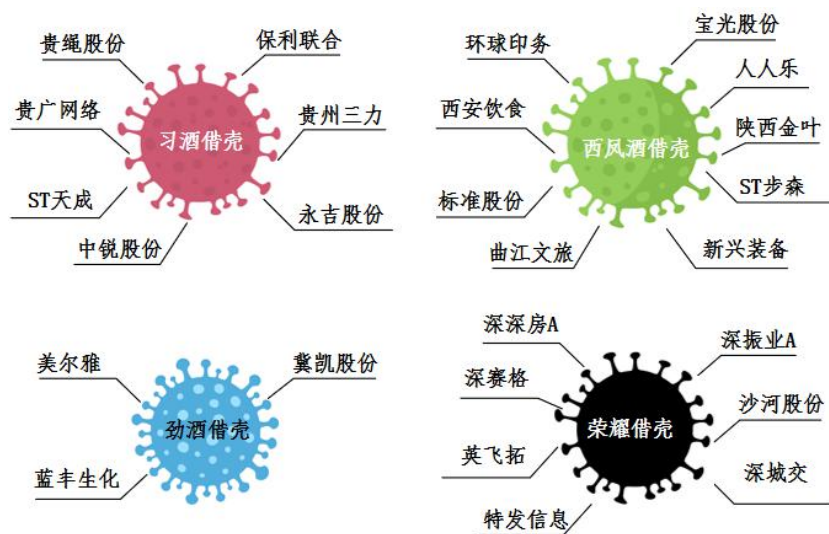 贵绳股份
保利联合
贵广网络
贵州三力
习酒借壳
ST天成
永吉股份
中锐股份
环球印务
宝光股份
人人乐
西安饮食
陕西金叶
西凤酒借壳
标准股份
ST步森
曲江文旅
新兴装备
美尔雅
冀凯股份
劲酒借壳
蓝丰生化
深深房A
深振业A
深赛格
沙河股份
荣耀借壳
英飞拓
深城交
特发信息